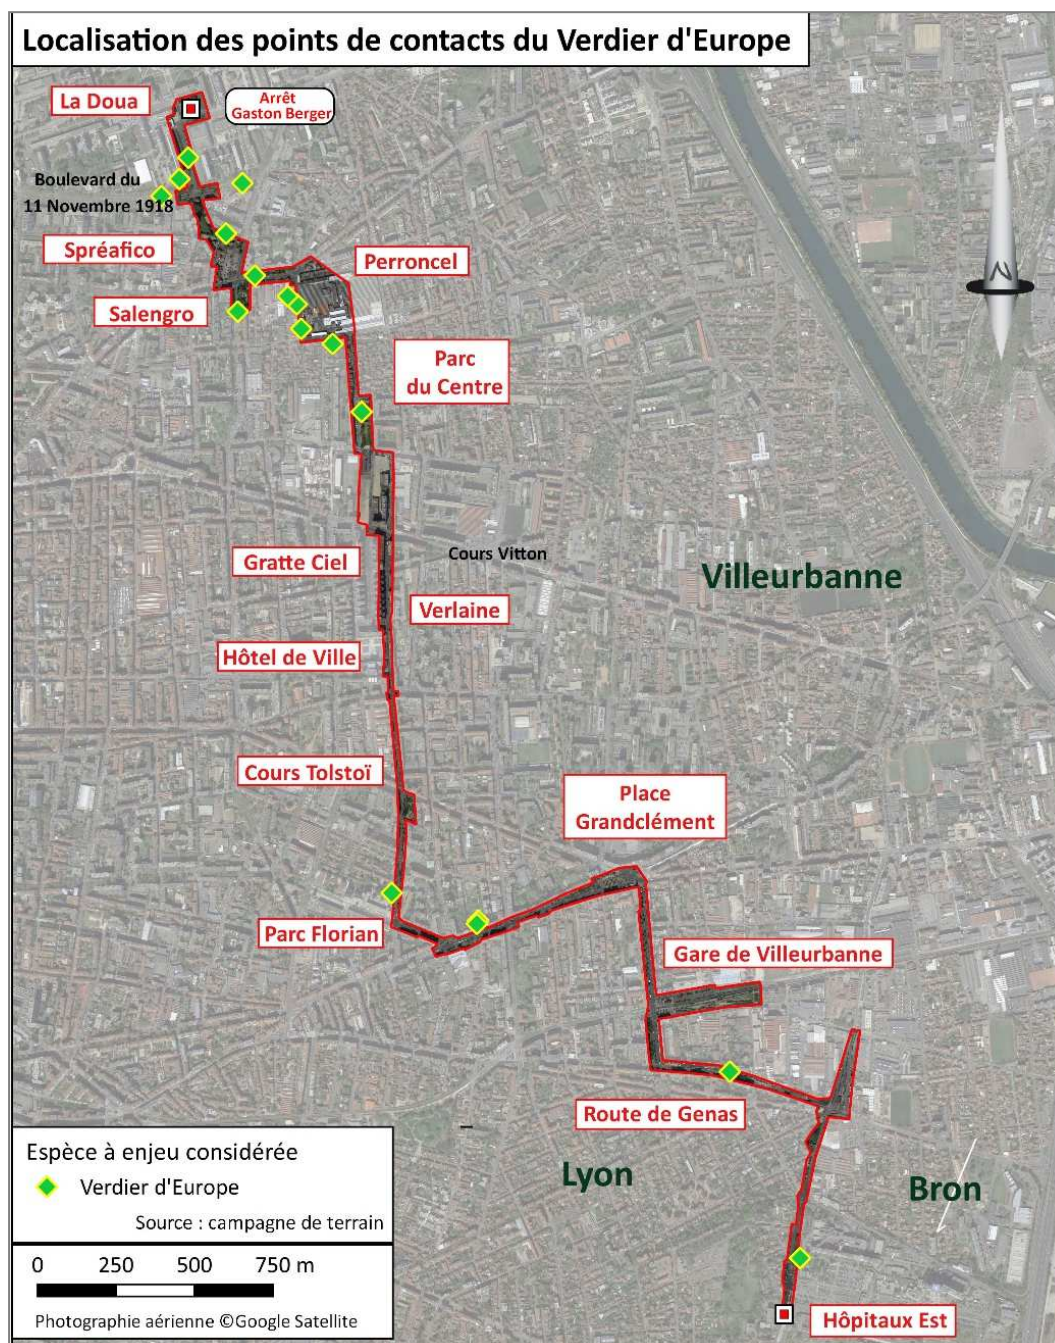 Localisation des points de contacts du Verdier d'Europe
La Doua
Arrêt
Gaston Berger
Boulevard du
11 Novembre 1918
Spréafico
Perroncel
Salengro
Parc
du Centre
Gratte Ciel
Cours Vitton
Villeurbanne
Verlaine
Hôtel de Ville
Cours Tolstoï
Place
Grandclément
Parc Florian
Gare de Villeurbanne
Route de Genas
Lyon
Bron
Hôpitaux Est
Espèce à enjeu considérée
Verdier d'Europe
Source : campagne de terrain
0 250 500 750 m
Photographie aérienne ©Google Satellite